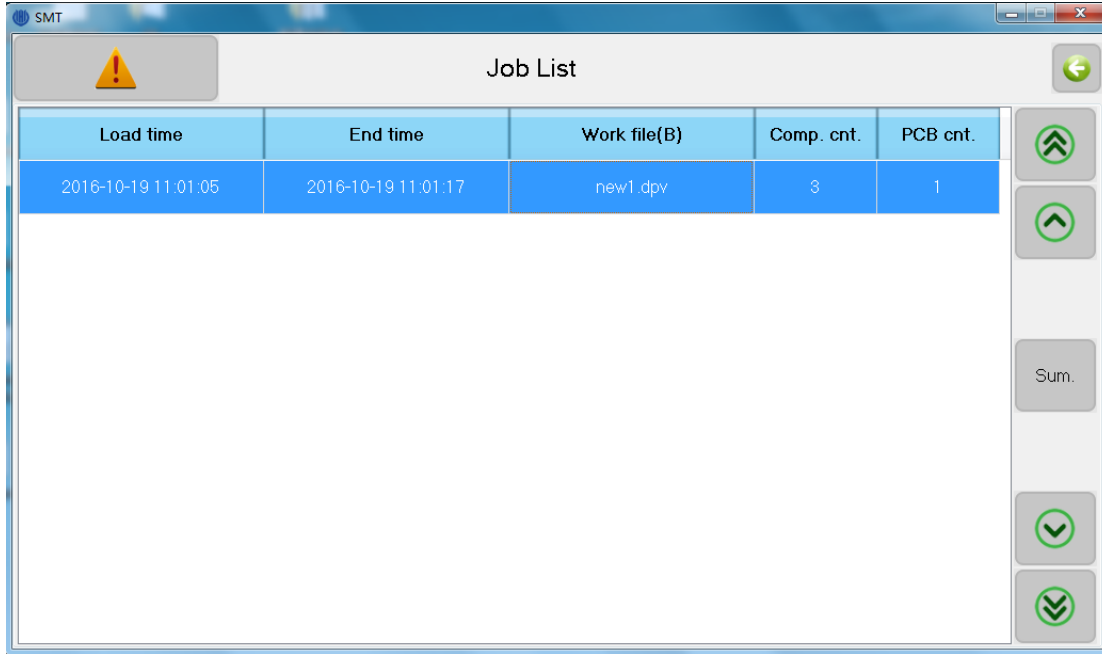 SMT
Job List
Load time End time Work file(B) Comp. cnt. PCB cnt.
2016-10-19 11:01:05 2016-10-19 11:01:17 new1.dpv 3 1
Sum.